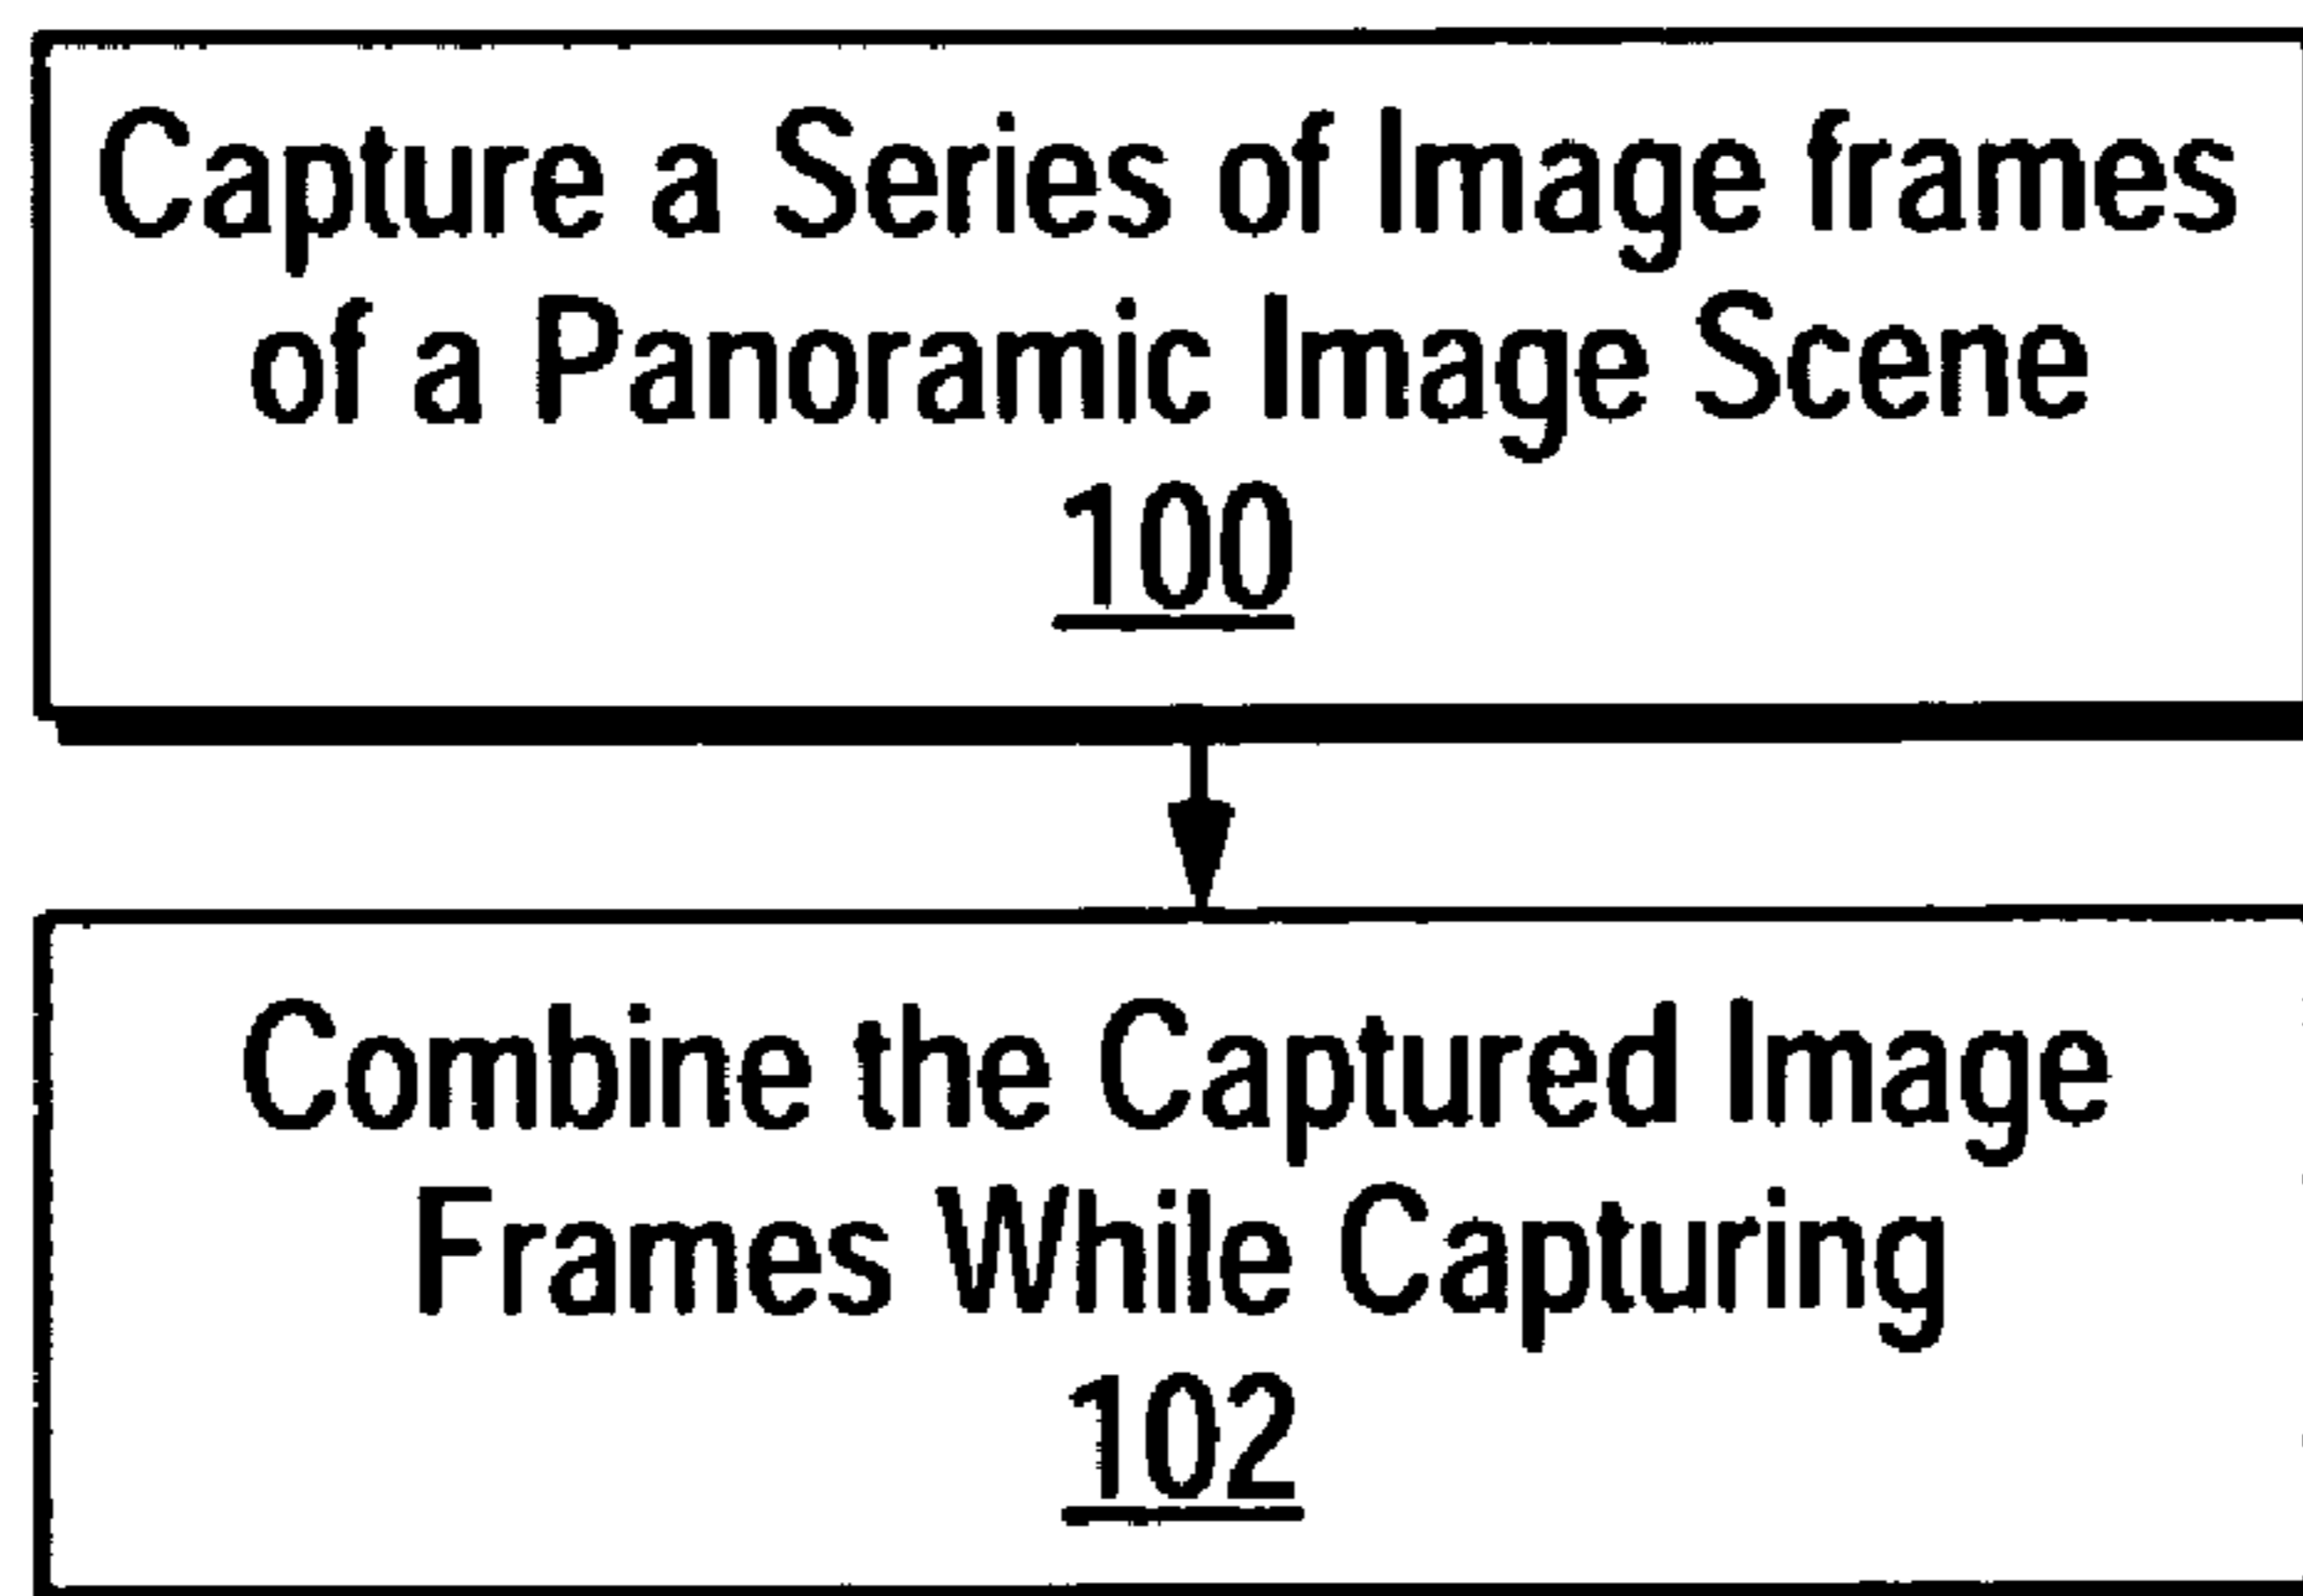 Capture a Series of Image frames
of a Panoramic Image Scene
100
Combine the Captured Image
Frames While Capturing
102